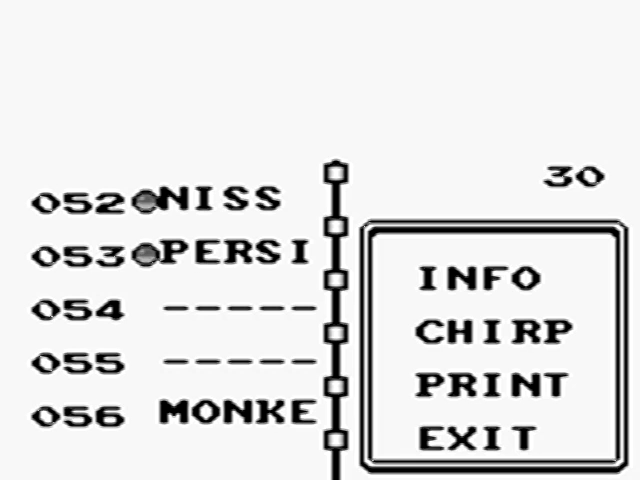 30
052 NISS
053 PERSI
054 -----
055 -----
056 MONKE
INFO
CHIRP
PRINT
EXIT